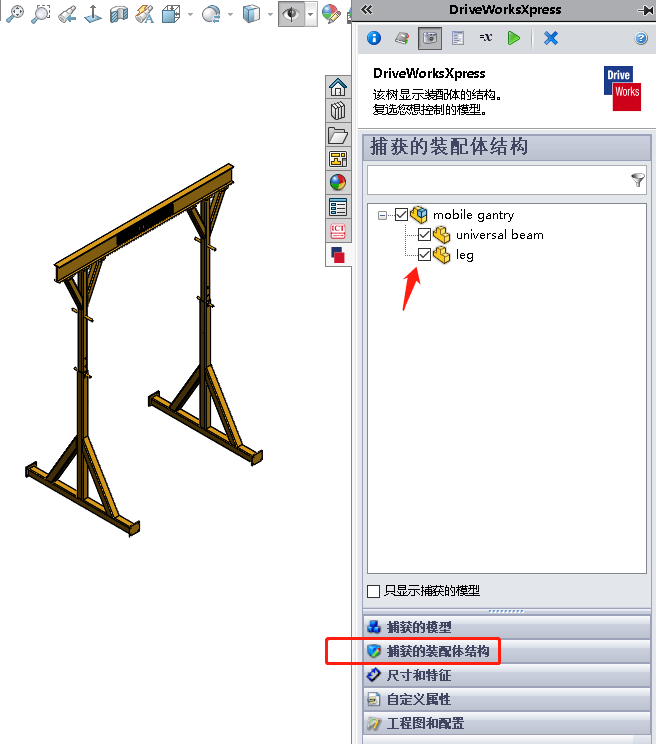 DriveWorksXpress
DriveWorksXpress
该树显示装配体的结构。
复选您想控制的模型。
Drive
Works
捕获的装配体结构
mobile gantry
universal beam
leg
只显示捕获的模型
捕获的模型
捕获的装配体结构
尺寸和特征
自定义属性
工程图和配置